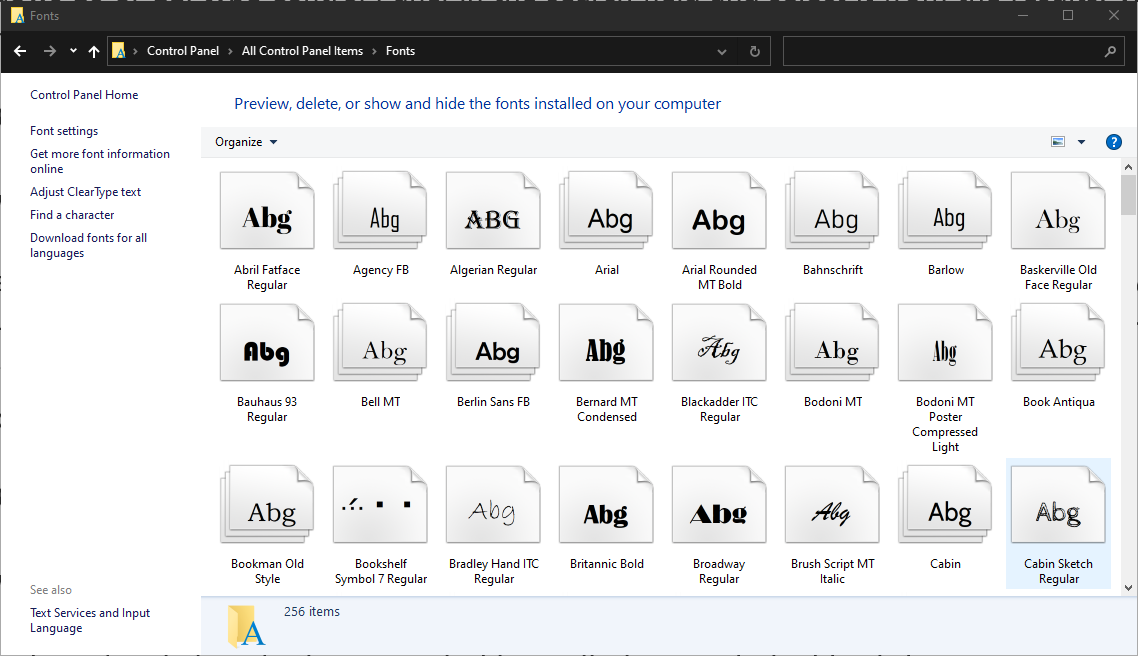 Fonts
Control Panel > All Control Panel Items > Fonts
Control Panel Home
Font settings
Get more font information
online
Adjust ClearType text
Find a character
Download fonts for all
languages
See also
Text Services and Input
Language
Preview, delete, or show and hide the fonts installed on your computer
Organize
?
Abg
Abg
ABG
Abg
Abg
Abg
Abg
Abg
Abril Fatface
Regular
Agency FB
Algerian Regular
Arial
Arial Rounded
MT Bold
Bahnschrift
Barlow
Baskerville Old
Face Regular
Abg
Abg
Abg
Abg
Abg
Abg
Abg
Abg
Bauhaus 93
Regular
Bell MT
Berlin Sans FB
Bernard MT
Condensed
Blackadder ITC
Regular
Bodoni MT
Bodoni MT
Poster
Compressed
Light
Book Antiqua
Abg
Abg
Abg
Abg
Abg
Abg
Abg
Bookman Old
Style
Bookshelf
Symbol 7 Regular
Bradley Hand ITC
Regular
Britannic Bold
Broadway
Regular
Brush Script MT
Italic
Cabin
Cabin Sketch
Regular
A
256 items